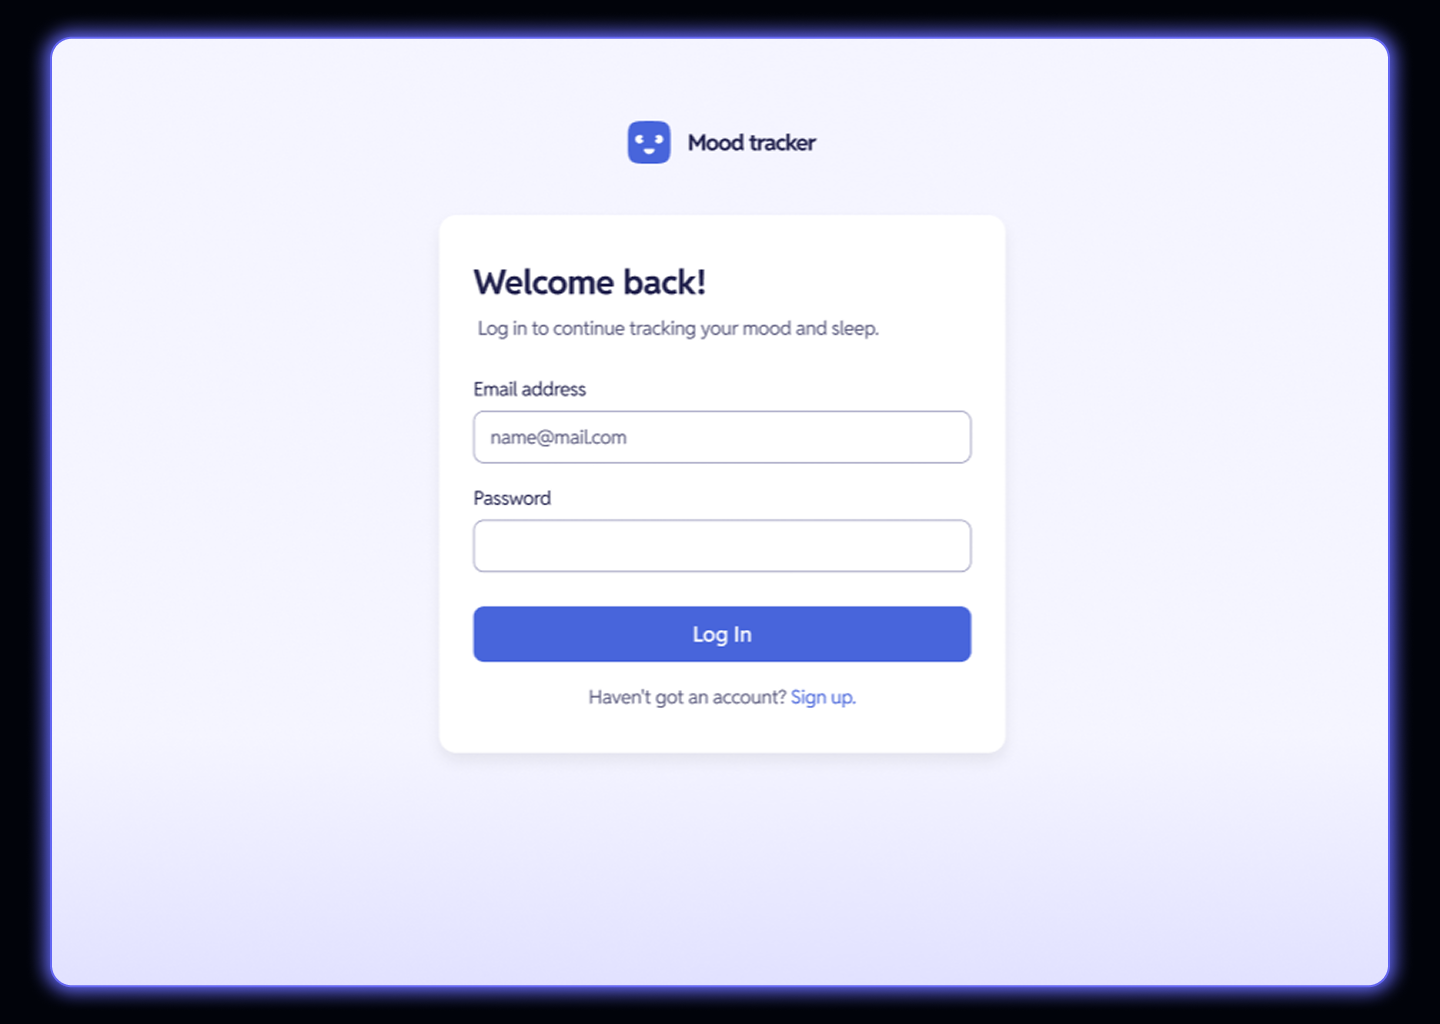 Mood tracker
Welcome back!
Log in to continue tracking your mood and sleep.
Email address
name@mail.com
Password
Log In
Haven't got an account? Sign up.